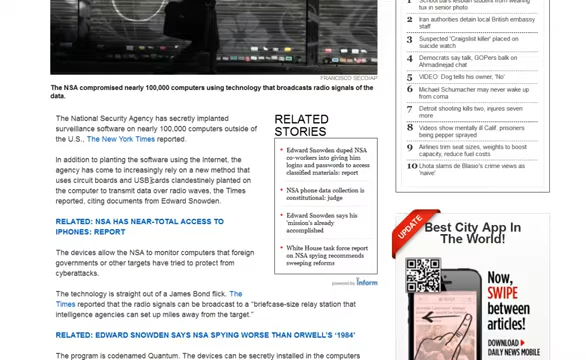 FRANCISCO SECO/AP
The NSA compromised nearly 100,000 computers using technology that broadcasts radio signals of the
data.
The National Security Agency has secretly implanted
surveillance software on nearly 100,000 computers outside of
the U.S., The New York Times reported.
In addition to planting the software using the Internet, the
agency has come to increasingly rely on a new method that
uses circuit boards and USB cards clandestinely planted on
the computer to transmit data over radio waves, the Times
reported, citing documents from Edward Snowden.
RELATED: NSA HAS NEAR-TOTAL ACCESS TO
IPHONES: REPORT
The devices allow the NSA to monitor computers that foreign
governments or other targets have tried to protect from
cyberattacks.
The technology is straight out of a James Bond flick. The
Times reported that the radio signals can be broadcast to a "briefcase-size relay station that
intelligence agencies can set up miles away from the target."
RELATED: EDWARD SNOWDEN SAYS NSA SPYING WORSE THAN ORWELL'S '1984'
The program is codenamed Quantum. The devices can be secretly installed in the computers
RELATED
STORIES
Edward Snowden duped NSA
co-workers into giving him
logins and passwords to access
classified materials: report
NSA phone data collection is
constitutional: judge
Edward Snowden says his
'mission's already
accomplished
White House task force report
on NSA spying recommends
sweeping reforms
powered by inform
1 School bars lesbian student from wearing
tux in senior photo
2 Iran authorities detain local British embassy
staff
3 Suspected 'Craigslist killer' placed on
suicide watch
4 Democrats say talk, GOPers balk on
Ahmadinejad chat
5 VIDEO: Dog tells his owner, 'No'
6 Michael Schumacher may never wake up
from coma
7 Detroit shooting kills two, injures seven
more
8 Videos show mentally ill Calif. prisoners
being pepper sprayed
9 Airlines trim seat sizes, weights to boost
capacity, reduce fuel costs
10 Lhota slams de Blasio's crime views as
'naive'
UPDATE
Best City App In
The World!
Now,
SWIPE
between
articles!
DOWNLOAD
DAILY NEWS MOBILE